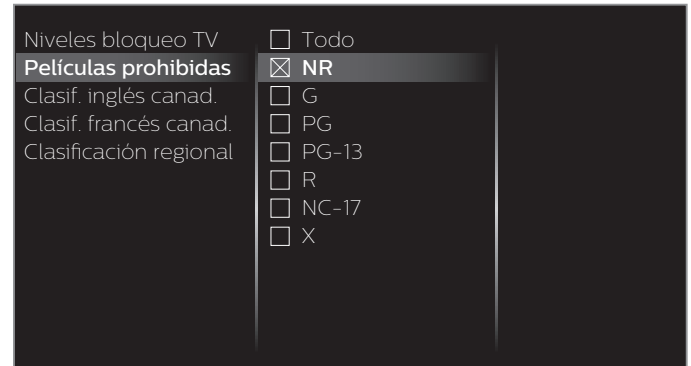 Niveles bloqueo TV
Películas prohibidas
Clasif. inglés canad.
Clasif. francés canad.
Clasificación regional
Todo
NR
G
PG
PG-13
R
NC-17
X